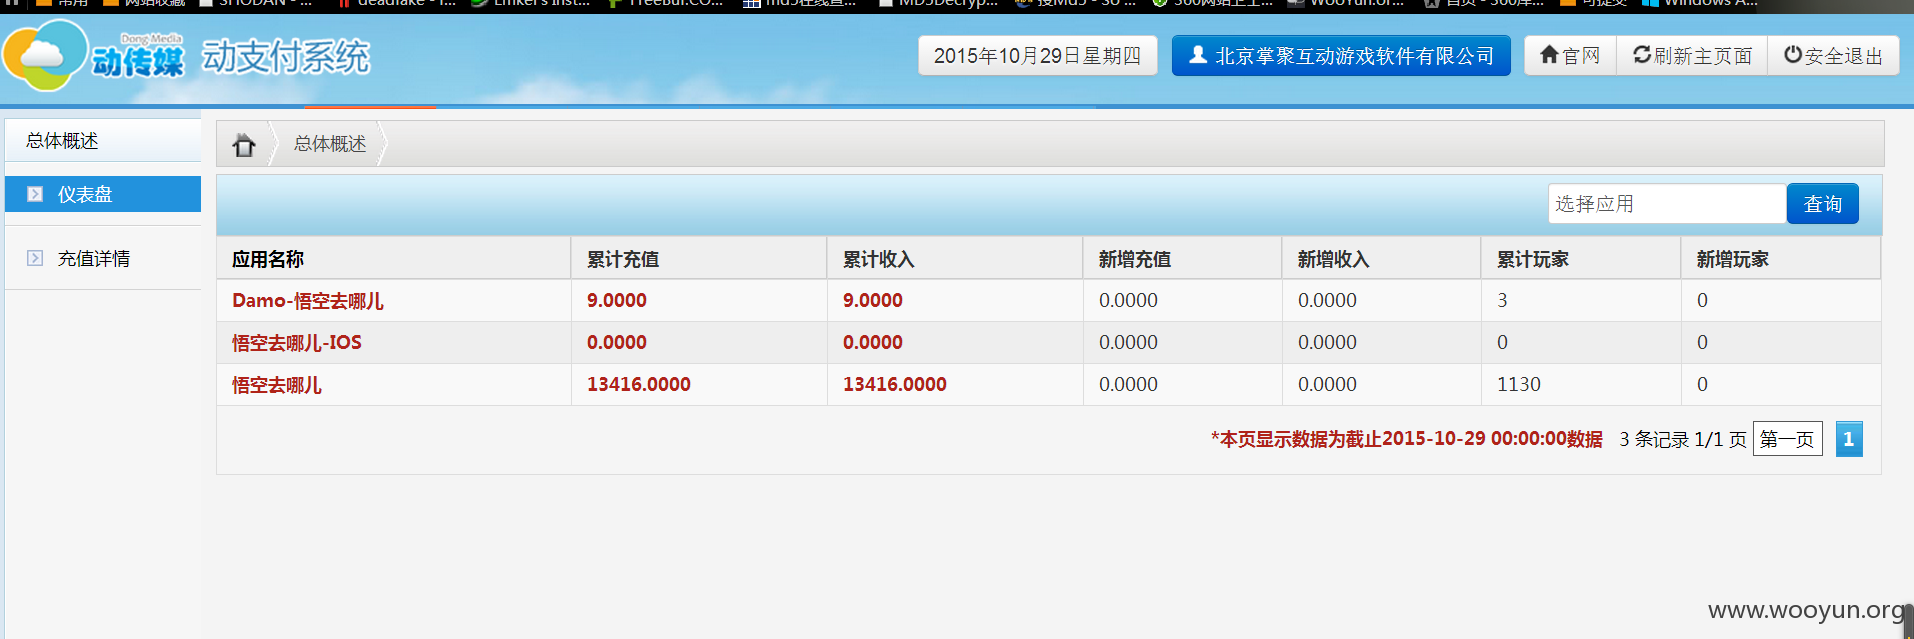 常用 网站收藏 SHODAN - ... deadfake - T... Emker's Inst... FreeBuf.CO... md5在线查... MD5Decryp... 搜Md5 - So ... 360网站卫士... WooYun.or... 首页 - 360库... 可提交 Windows A...
Dong Media
动传媒 动支付系统
2015年10月29日星期四 北京掌聚互动游戏软件有限公司 官网 刷新主页面 安全退出
总体概述
仪表盘
充值详情
总体概述
选择应用 查询
应用名称 累计充值 累计收入 新增充值 新增收入 累计玩家 新增玩家
Damo-悟空去哪儿 9.0000 9.0000 0.0000 0.0000 3 0
悟空去哪儿-IOS 0.0000 0.0000 0.0000 0.0000 0 0
悟空去哪儿 13416.0000 13416.0000 0.0000 0.0000 1130 0
*本页显示数据为截止2015-10-29 00:00:00数据 3 条记录 1/1 页 第一页 1
www.wooyun.org